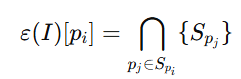 ε(I)[p_i] = ⋂_{p_j∈S_{p_i}} {S_{p_j}}